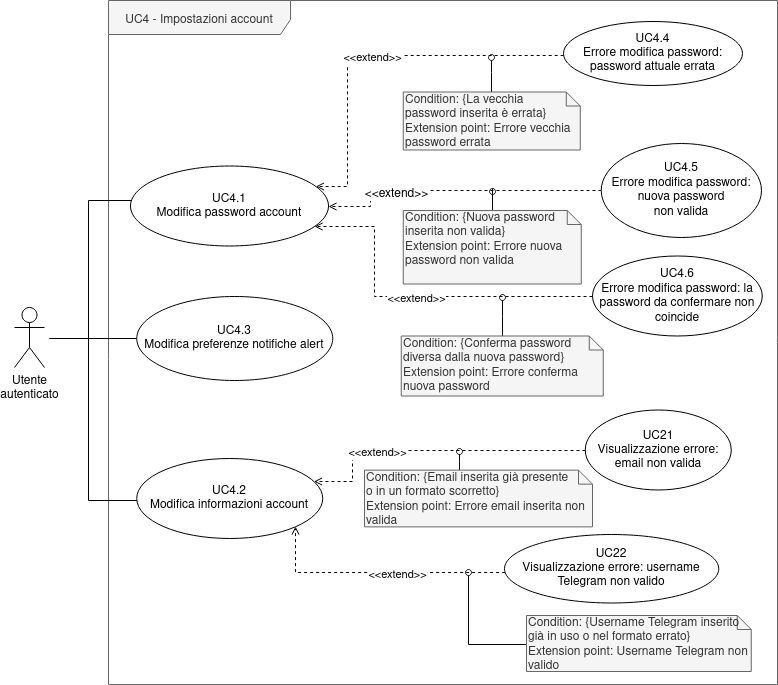 UC4 - Impostazioni account
UC4.4
Errore modifica password:
password attuale errata
<<extend>>
Condition: {La vecchia
password inserita è errata}
Extension point: Errore vecchia
password errata
UC4.1
Modifica password account
UC4.5
Errore modifica password:
nuova password
non valida
<<extend>>
Condition: {Nuova password
inserita non valida}
Extension point: Errore nuova
password non valida
UC4.6
Errore modifica password: la
password da confermare non
coincide
<<extend>>
Condition: {Conferma password
diversa dalla nuova password}
Extension point: Errore conferma
nuova password
UC4.3
Modifica preferenze notifiche alert
Utente
autenticato
UC21
Visualizzazione errore:
email non valida
<<extend>>
Condition: {Email inserita già presente
o in un formato scorretto}
Extension point: Errore email inserita non
valida
UC4.2
Modifica informazioni account
UC22
Visualizzazione errore: username
Telegram non valido
<<extend>>
Condition: {Username Telegram inserito
già in uso o nel formato errato}
Extension point: Username Telegram non
valido